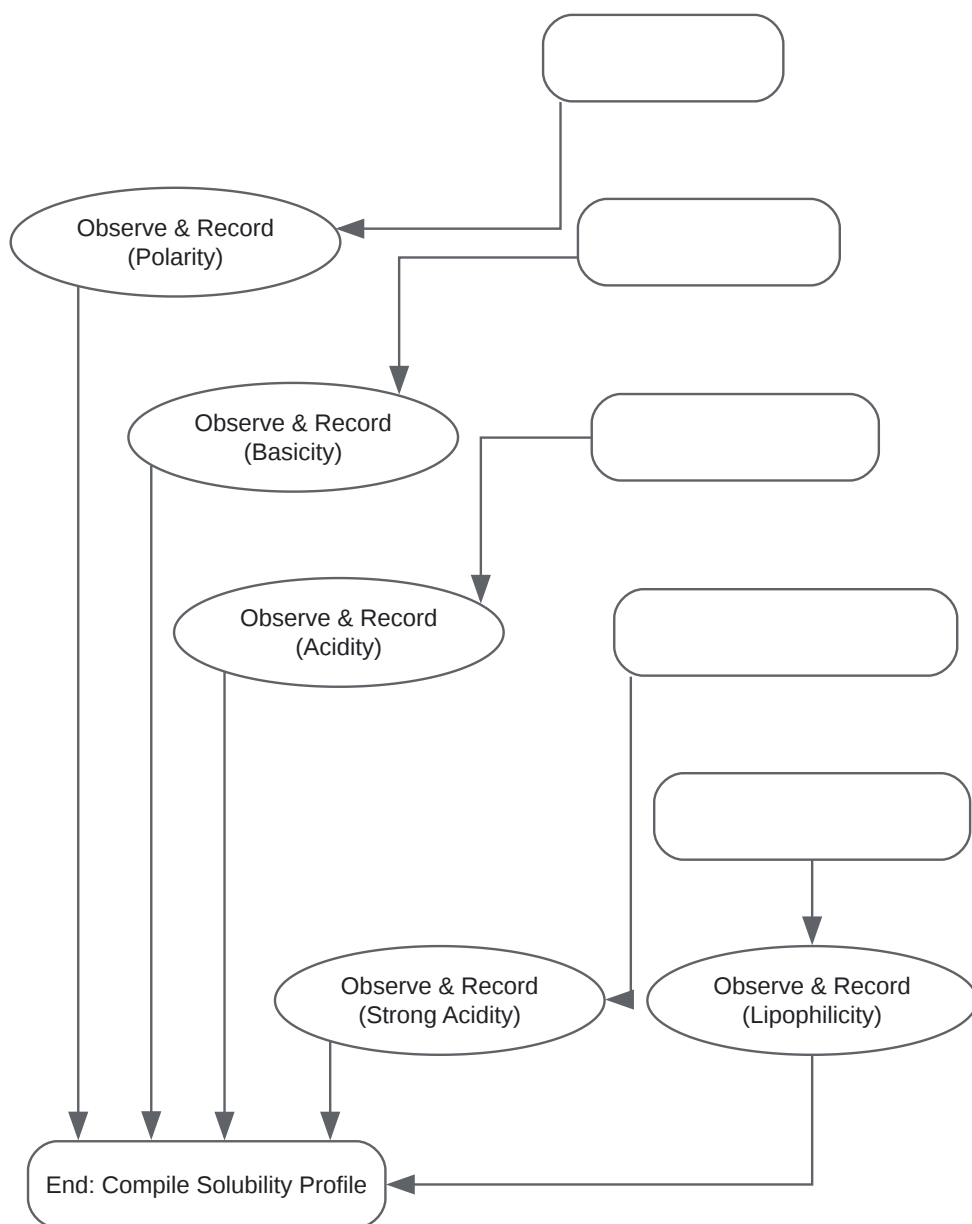 Observe & Record
(Polarity)
Observe & Record
(Basicity)
Observe & Record
(Acidity)
Observe & Record
(Strong Acidity)
Observe & Record
(Lipophilicity)
End: Compile Solubility Profile